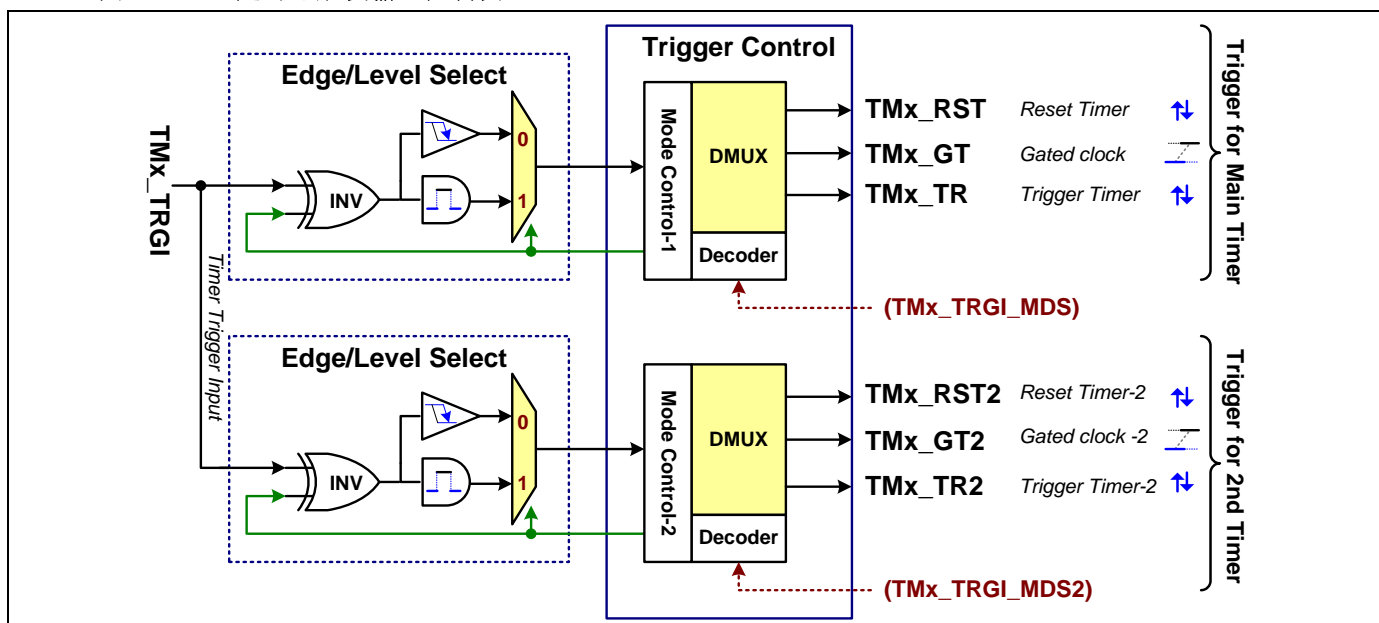 Edge/Level Select
Trigger Control
TMx_TRGI
Timer Trigger Input
INV
0
1
Mode Control-1
DMUX
Decoder
TMx_RST
Reset Timer
TMx_GT
Gated clock
TMx_TR
Trigger Timer
(TMx_TRGI_MDS)
Trigger for Main Timer
Edge/Level Select
INV
0
1
Mode Control-2
DMUX
Decoder
TMx_RST2
Reset Timer-2
TMx_GT2
Gated clock -2
TMx_TR2
Trigger Timer-2
(TMx_TRGI_MDS2)
Trigger for 2nd Timer